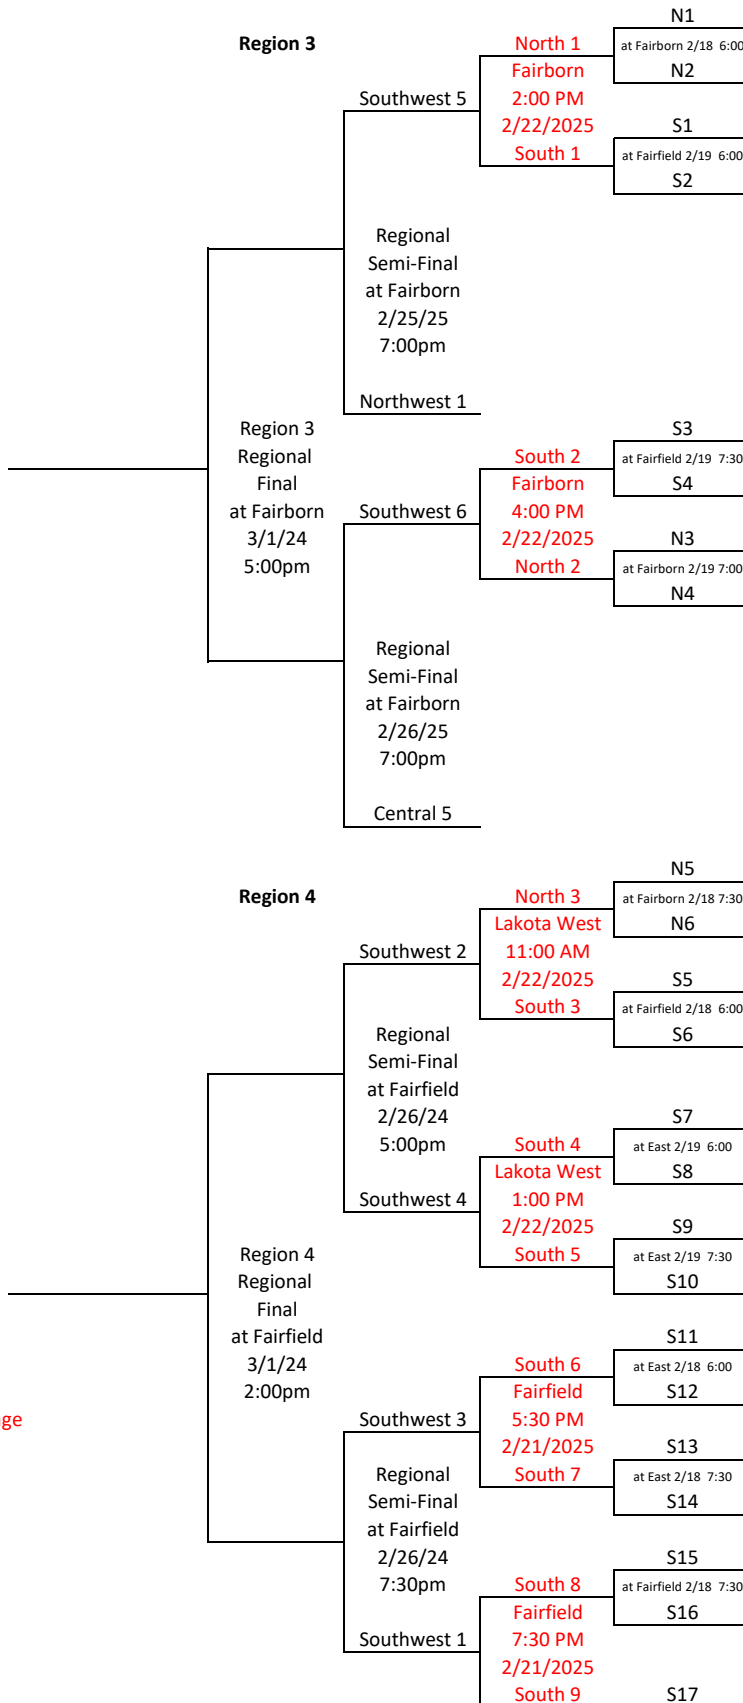 N1
Region 3
North 1
at Fairborn 2/18 6:00
Fairborn
N2
Southwest 5
2:00 PM
2/22/2025
S1
South 1
at Fairfield 2/19 6:00
S2
Regional
Semi-Final
at Fairborn
2/25/25
7:00pm
Northwest 1
Region 3
S3
Regional
South 2
at Fairfield 2/19 7:30
Final
Fairborn
S4
at Fairborn
Southwest 6
4:00 PM
3/1/24
2/22/2025
N3
5:00pm
North 2
at Fairborn 2/19 7:00
N4
Regional
Semi-Final
at Fairborn
2/26/25
7:00pm
Central 5
N5
Region 4
North 3
at Fairborn 2/18 7:30
Lakota West
N6
Southwest 2
11:00 AM
2/22/2025
S5
South 3
at Fairfield 2/18 6:00
Regional
S6
Semi-Final
at Fairfield
2/26/24
S7
5:00pm
South 4
at East 2/19 6:00
Lakota West
S8
Southwest 4
1:00 PM
2/22/2025
S9
Region 4
South 5
at East 2/19 7:30
Regional
S10
Final
at Fairfield
S11
3/1/24
South 6
at East 2/18 6:00
2:00pm
Fairfield
S12
ge
Southwest 3
5:30 PM
2/21/2025
S13
Regional
South 7
at East 2/18 7:30
Semi-Final
S14
at Fairfield
2/26/24
S15
7:30pm
South 8
at Fairfield 2/18 7:30
Fairfield
S16
Southwest 1
7:30 PM
2/21/2025
South 9
S17